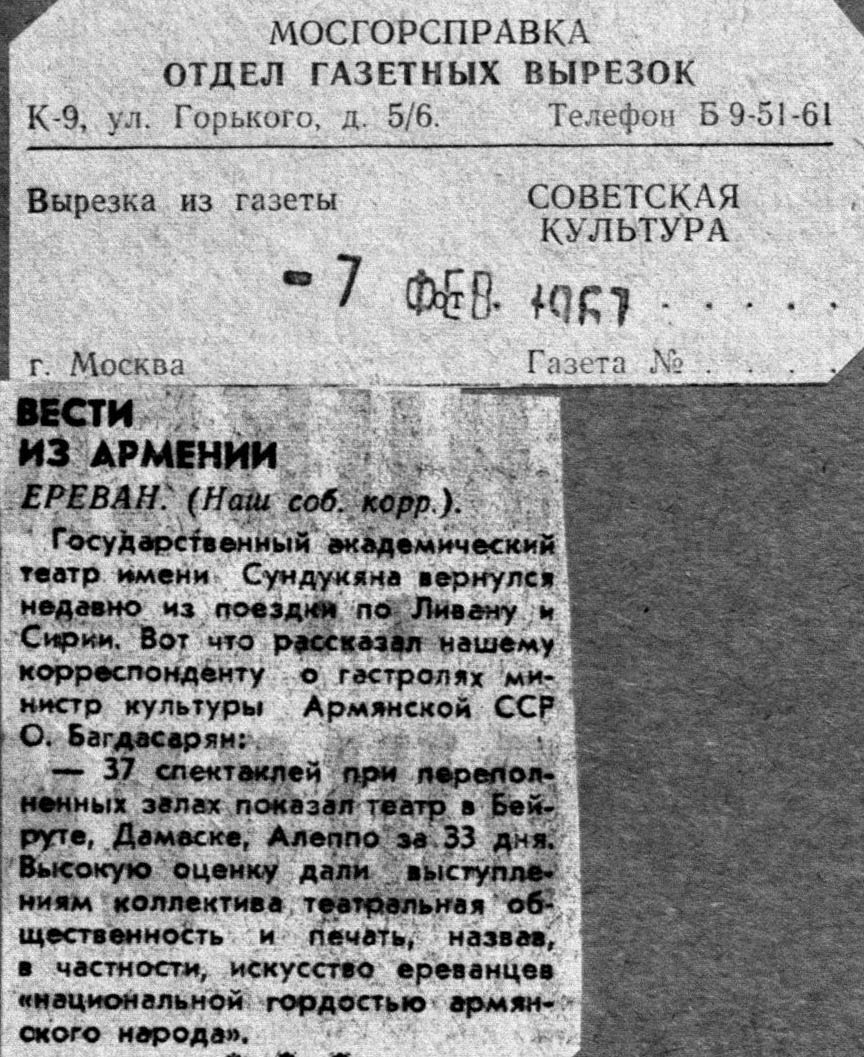 МОСГОРСПРАВКА
ОТДЕЛ ГАЗЕТНЫХ ВЫРЕЗОК
К-9, ул. Горького, д. 5/6. Телефон Б 9-51-61
Вырезка из газеты СОВЕТСКАЯ
КУЛЬТУРА
- 7 ФЕВ. 1967 . . . . .
от
г. Москва Газета № . . . .
ВЕСТИ
ИЗ АРМЕНИИ
ЕРЕВАН. (Наш соб. корр.).
Государственный академический
театр имени Сундукяна вернулся
недавно из поездки по Ливану и
Сирии. Вот что рассказал нашему
корреспонденту о гастролях ми-
нистр культуры Армянской ССР
О. Багдасарян:
— 37 спектаклей при перепол-
ненных залах показал театр в Бей-
руте, Дамаске, Алеппо за 33 дня.
Высокую оценку дали выступле-
ниям коллектива театральная об-
щественность и печать, назвав,
в частности, искусство ереванцев
«национальной гордостью армян-
ского народа».